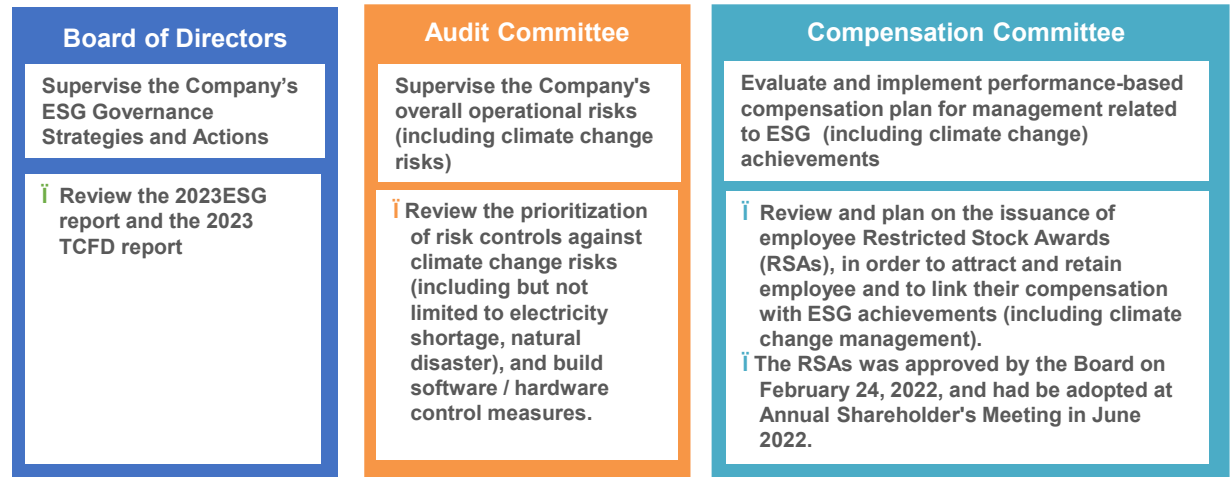 Board of Directors
Supervise the Company's
ESG Governance
Strategies and Actions
Ï Review the 2023ESG
report and the 2023
TCFD report
Audit Committee
Supervise the Company's
overall operational risks
(including climate change
risks)
Ï Review the prioritization
of risk controls against
climate change risks
(including but not
limited to electricity
shortage, natural
disaster), and build
software / hardware
control measures.
Compensation Committee
Evaluate and implement performance-based
compensation plan for management related
to ESG (including climate change)
achievements
Ï Review and plan on the issuance of
employee Restricted Stock Awards
(RSAs), in order to attract and retain
employee and to link their compensation
with ESG achievements (including climate
change management).
Ï The RSAs was approved by the Board on
February 24, 2022, and had be adopted at
Annual Shareholder's Meeting in June
2022.